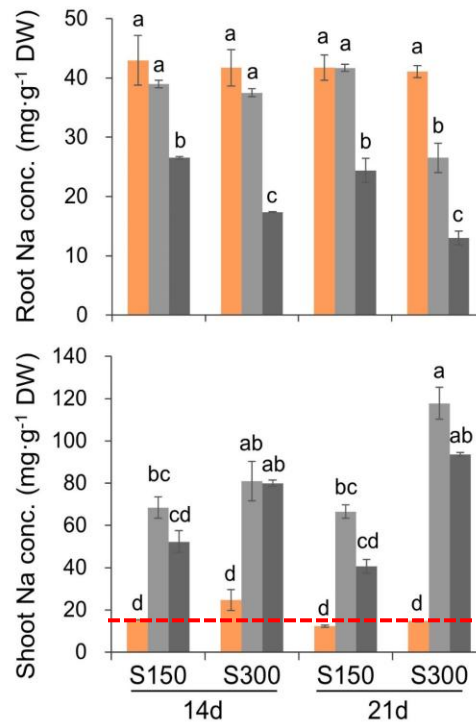 Root Na conc. (mg·g⁻¹ DW)
50
40
30
20
10
0
a
a
b
a
a
c
a
a
b
a
b
c
Shoot Na conc. (mg·g⁻¹ DW)
140
120
100
80
60
40
20
0
d
bc
cd
d
ab
ab
d
bc
cd
d
a
ab
S150 S300 S150 S300
14d 21d